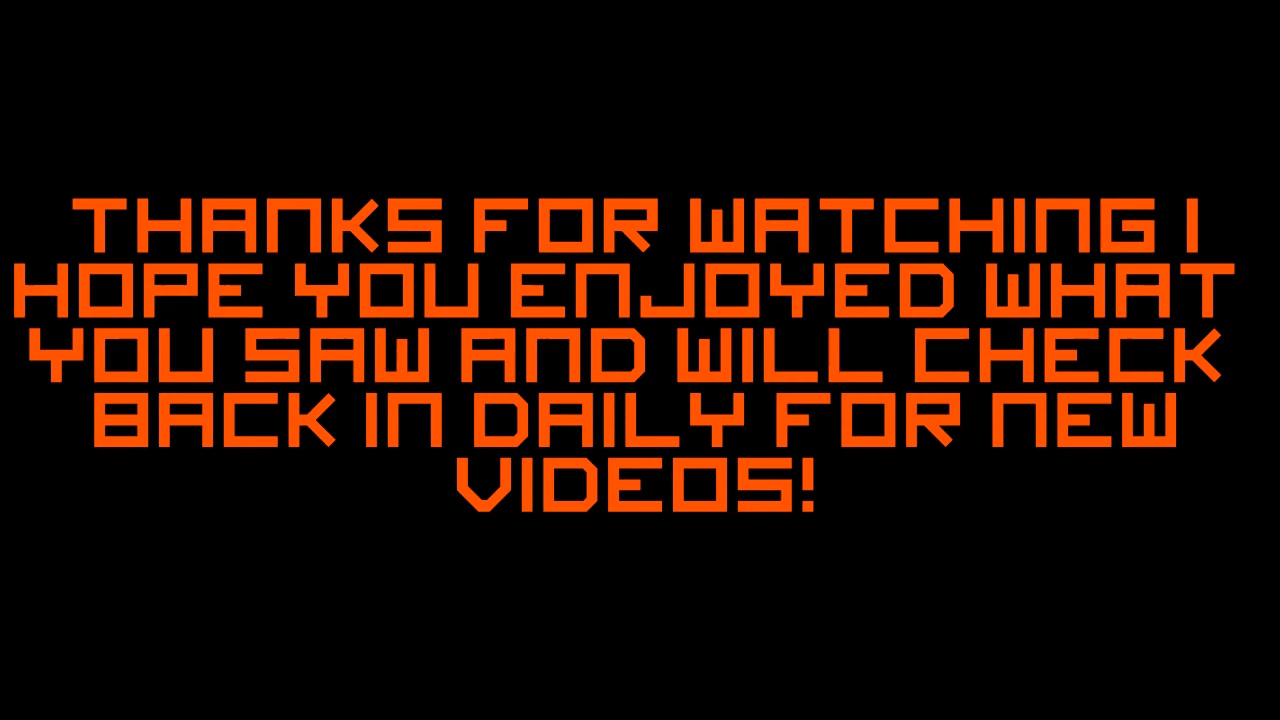 THANKS FOR WATCHING I
HOPE YOU ENJOYED WHAT
YOU SAW AND WILL CHECK
BACK IN DAILY FOR NEW
VIDEOS!